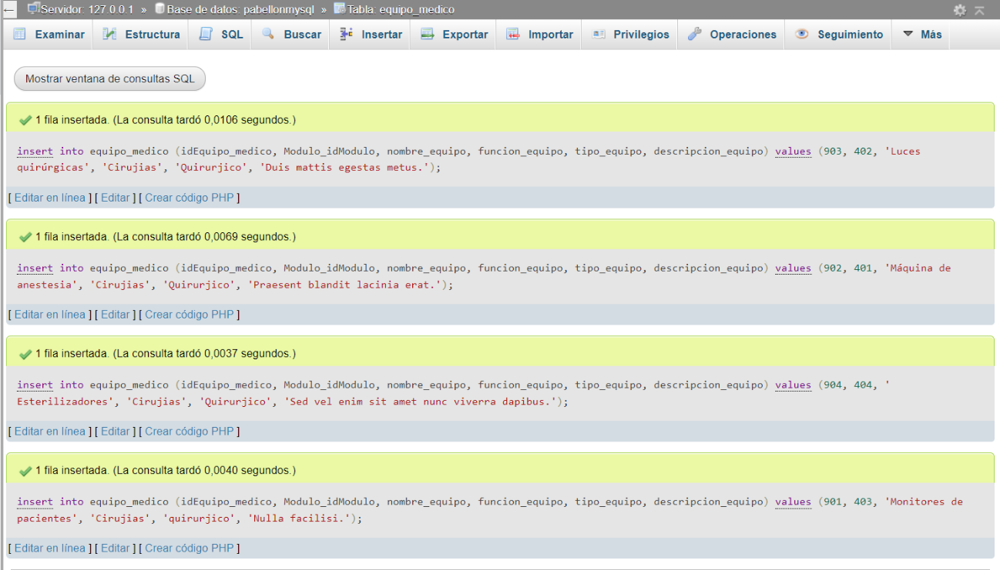 Servidor: 127.0.0.1 » Base de datos: pabellonmysql » Tabla: equipo_medico
Examinar Estructura SQL Buscar Insertar Exportar Importar Privilegios Operaciones Seguimiento Más
Mostrar ventana de consultas SQL
1 fila insertada. (La consulta tardó 0,0106 segundos.)
insert into equipo_medico (idEquipo_medico, Modulo_idModulo, nombre_equipo, funcion_equipo, tipo_equipo, descripcion_equipo) values (903, 402, 'Luces
quirúrgicas', 'Cirujias', 'Quirurjico', 'Duis mattis egestas metus.');
[ Editar en línea ] [ Editar ] [ Crear código PHP ]
1 fila insertada. (La consulta tardó 0,0069 segundos.)
insert into equipo_medico (idEquipo_medico, Modulo_idModulo, nombre_equipo, funcion_equipo, tipo_equipo, descripcion_equipo) values (902, 401, 'Máquina de
anestesia', 'Cirujias', 'Quirurjico', 'Praesent blandit lacinia erat.');
[ Editar en línea ] [ Editar ] [ Crear código PHP ]
1 fila insertada. (La consulta tardó 0,0037 segundos.)
insert into equipo_medico (idEquipo_medico, Modulo_idModulo, nombre_equipo, funcion_equipo, tipo_equipo, descripcion_equipo) values (904, 404, '
Esterilizadores', 'Cirujias', 'Quirurjico', 'Sed vel enim sit amet nunc viverra dapibus.');
[ Editar en línea ] [ Editar ] [ Crear código PHP ]
1 fila insertada. (La consulta tardó 0,0040 segundos.)
insert into equipo_medico (idEquipo_medico, Modulo_idModulo, nombre_equipo, funcion_equipo, tipo_equipo, descripcion_equipo) values (901, 403, 'Monitores de
pacientes', 'Cirujias', 'quirurjico', 'Nulla facilisi.');
[ Editar en línea ] [ Editar ] [ Crear código PHP ]